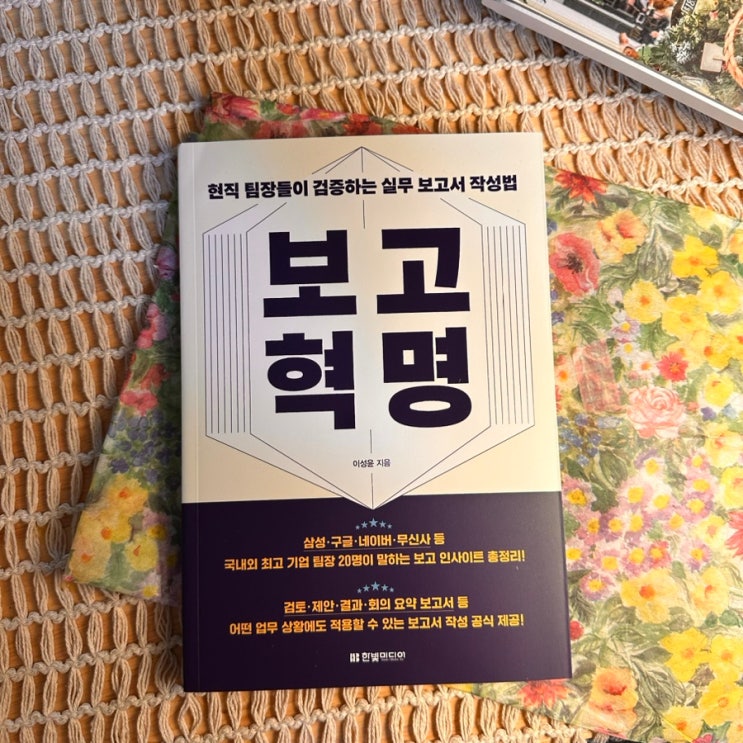 현직 팀장들이 검증하는 실무 보고서 작성법
보고
혁명
이성윤 지음
삼성·구글·네이버·무신사 등
국내외 최고 기업 팀장 20명이 말하는 보고 인사이트 총정리!
검토·제안·결과·회의 요약 보고서 등
어떤 업무 상황에도 적용할 수 있는 보고서 작성 공식 제공!
한빛미디어